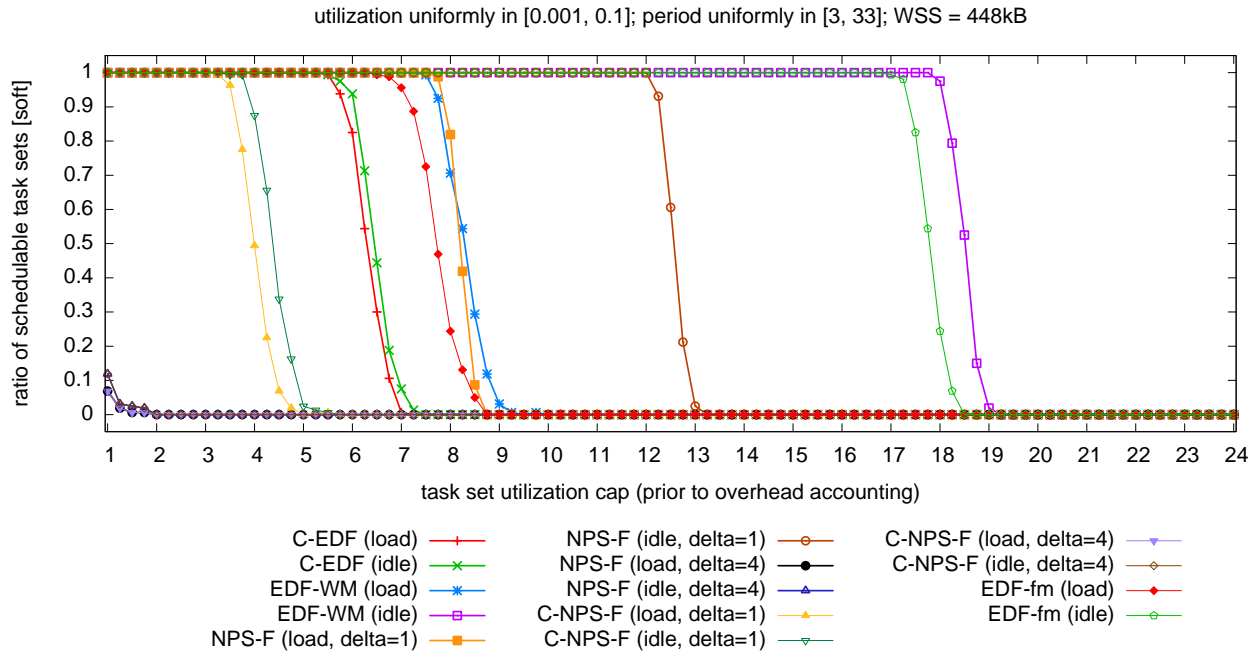 utilization uniformly in [0.001, 0.1]; period uniformly in [3, 33]; WSS = 448kB
ratio of schedulable task sets [soft]
1
0.9
0.8
0.7
0.6
0.5
0.4
0.3
0.2
0.1
0
1 2 3 4 5 6 7 8 9 10 11 12 13 14 15 16 17 18 19 20 21 22 23 24
task set utilization cap (prior to overhead accounting)
C-EDF (load)
C-EDF (idle)
EDF-WM (load)
EDF-WM (idle)
NPS-F (load, delta=1)
NPS-F (idle, delta=1)
NPS-F (load, delta=4)
NPS-F (idle, delta=4)
C-NPS-F (load, delta=1)
C-NPS-F (idle, delta=1)
C-NPS-F (load, delta=4)
C-NPS-F (idle, delta=4)
EDF-fm (load)
EDF-fm (idle)